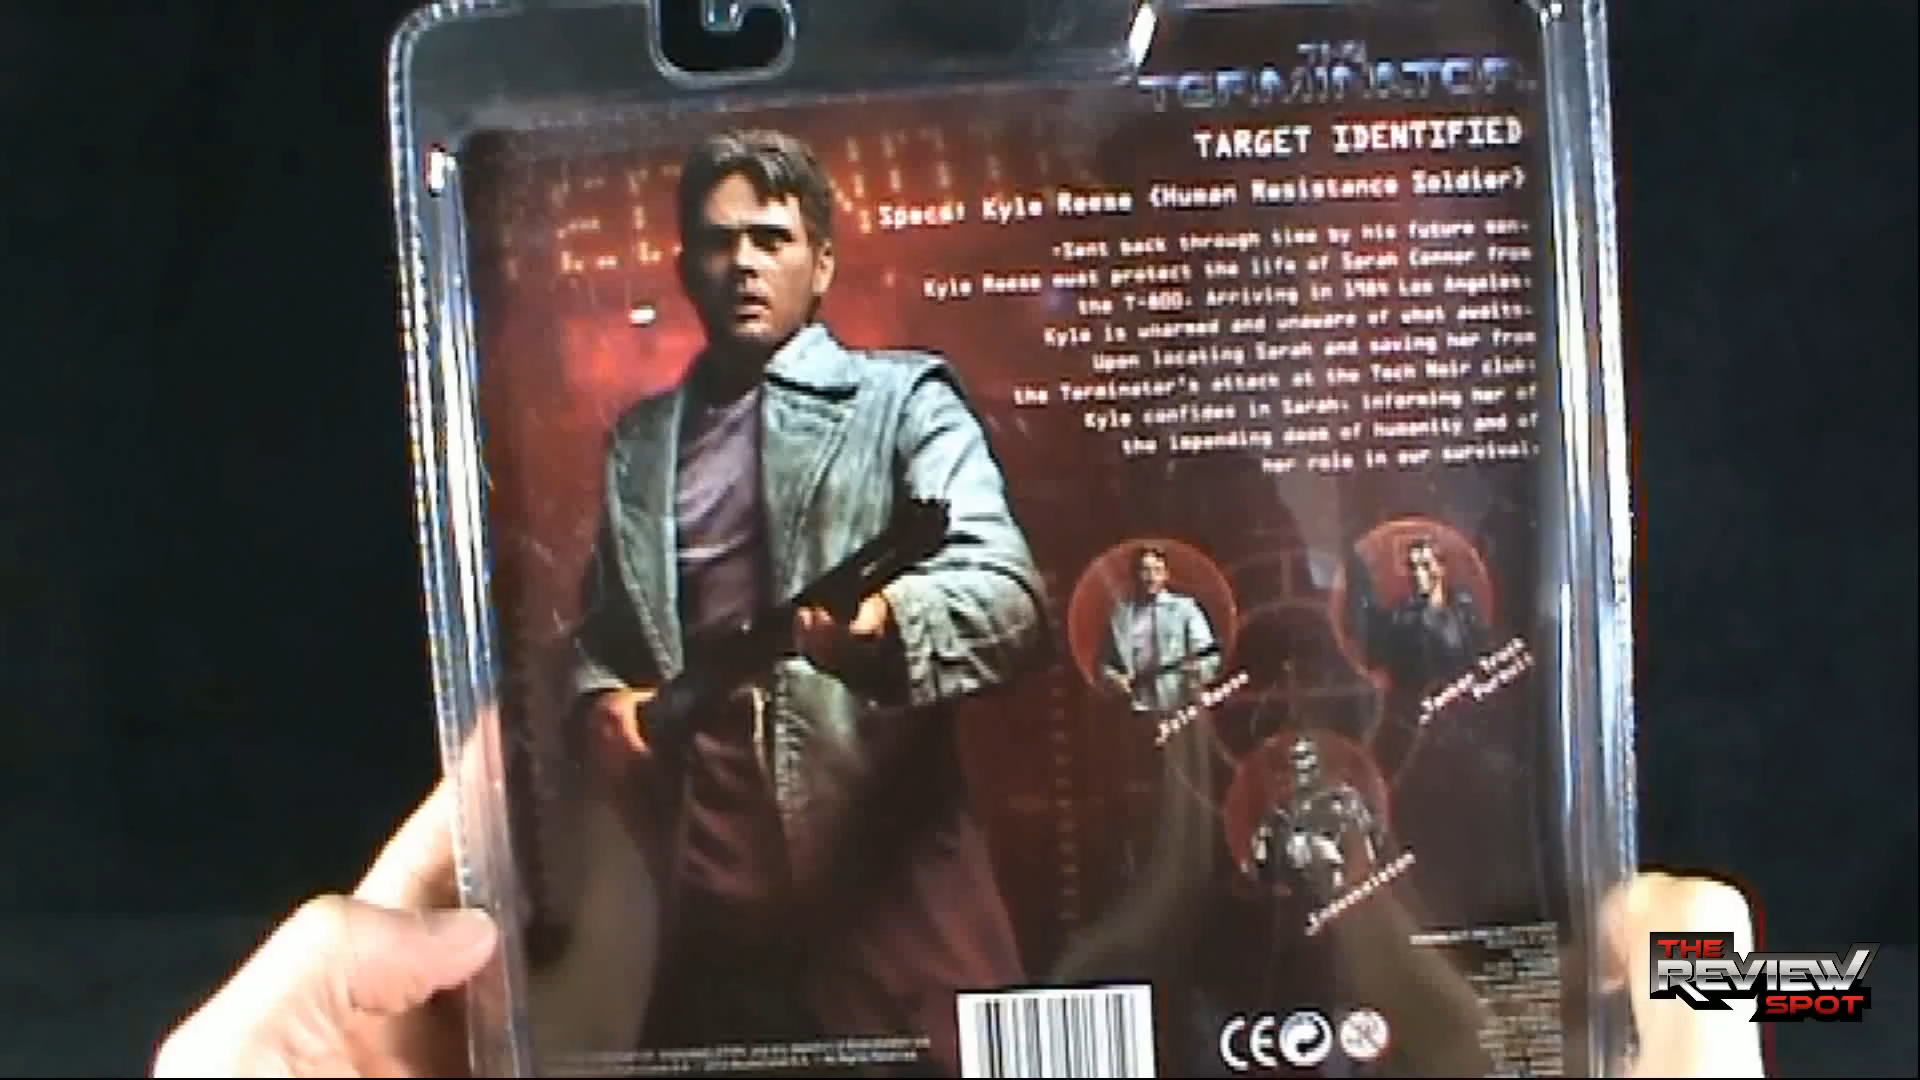 THE
TERMINATOR
TARGET IDENTIFIED
Specs: Kyle Reese (Human Resistance Soldier)
-Sent back through time by his future son,
Kyle Reese must protect the life of Sarah Connor from
the T-800. Arriving in 1984 Los Angeles,
Kyle is unarmed and unaware of what awaits.
Upon locating Sarah and saving her from
the Terminator's attack at the Tech Noir club,
Kyle confides in Sarah, informing her of
the impending doom of humanity and of
her role in our survival.
Kyle Reese
Tanker Truck
Pursuit
Endoskeleton
CE
THE
REVIEW
SPOT